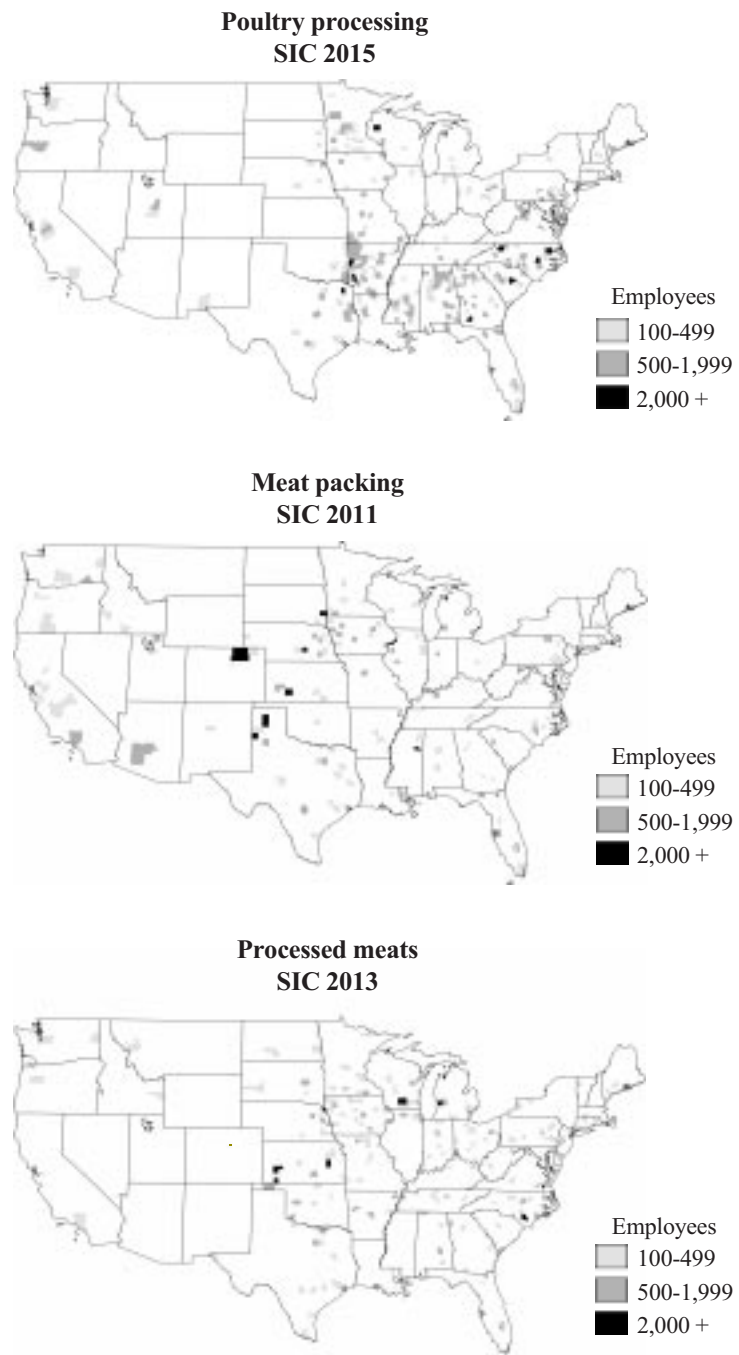 Poultry processing
SIC 2015
Employees
100-499
500-1,999
2,000 +
Meat packing
SIC 2011
Employees
100-499
500-1,999
2,000 +
Processed meats
SIC 2013
Employees
100-499
500-1,999
2,000 +